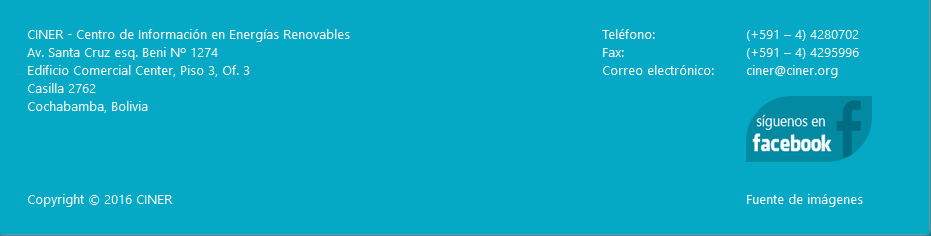 CINER - Centro de Información en Energías Renovables
Av. Santa Cruz esq. Beni Nº 1274
Edificio Comercial Center, Piso 3, Of. 3
Casilla 2762
Cochabamba, Bolivia
Teléfono: (+591 – 4) 4280702
Fax: (+591 – 4) 4295996
Correo electrónico: ciner@ciner.org
síguenos en
facebook
f
Copyright © 2016 CINER
Fuente de imágenes